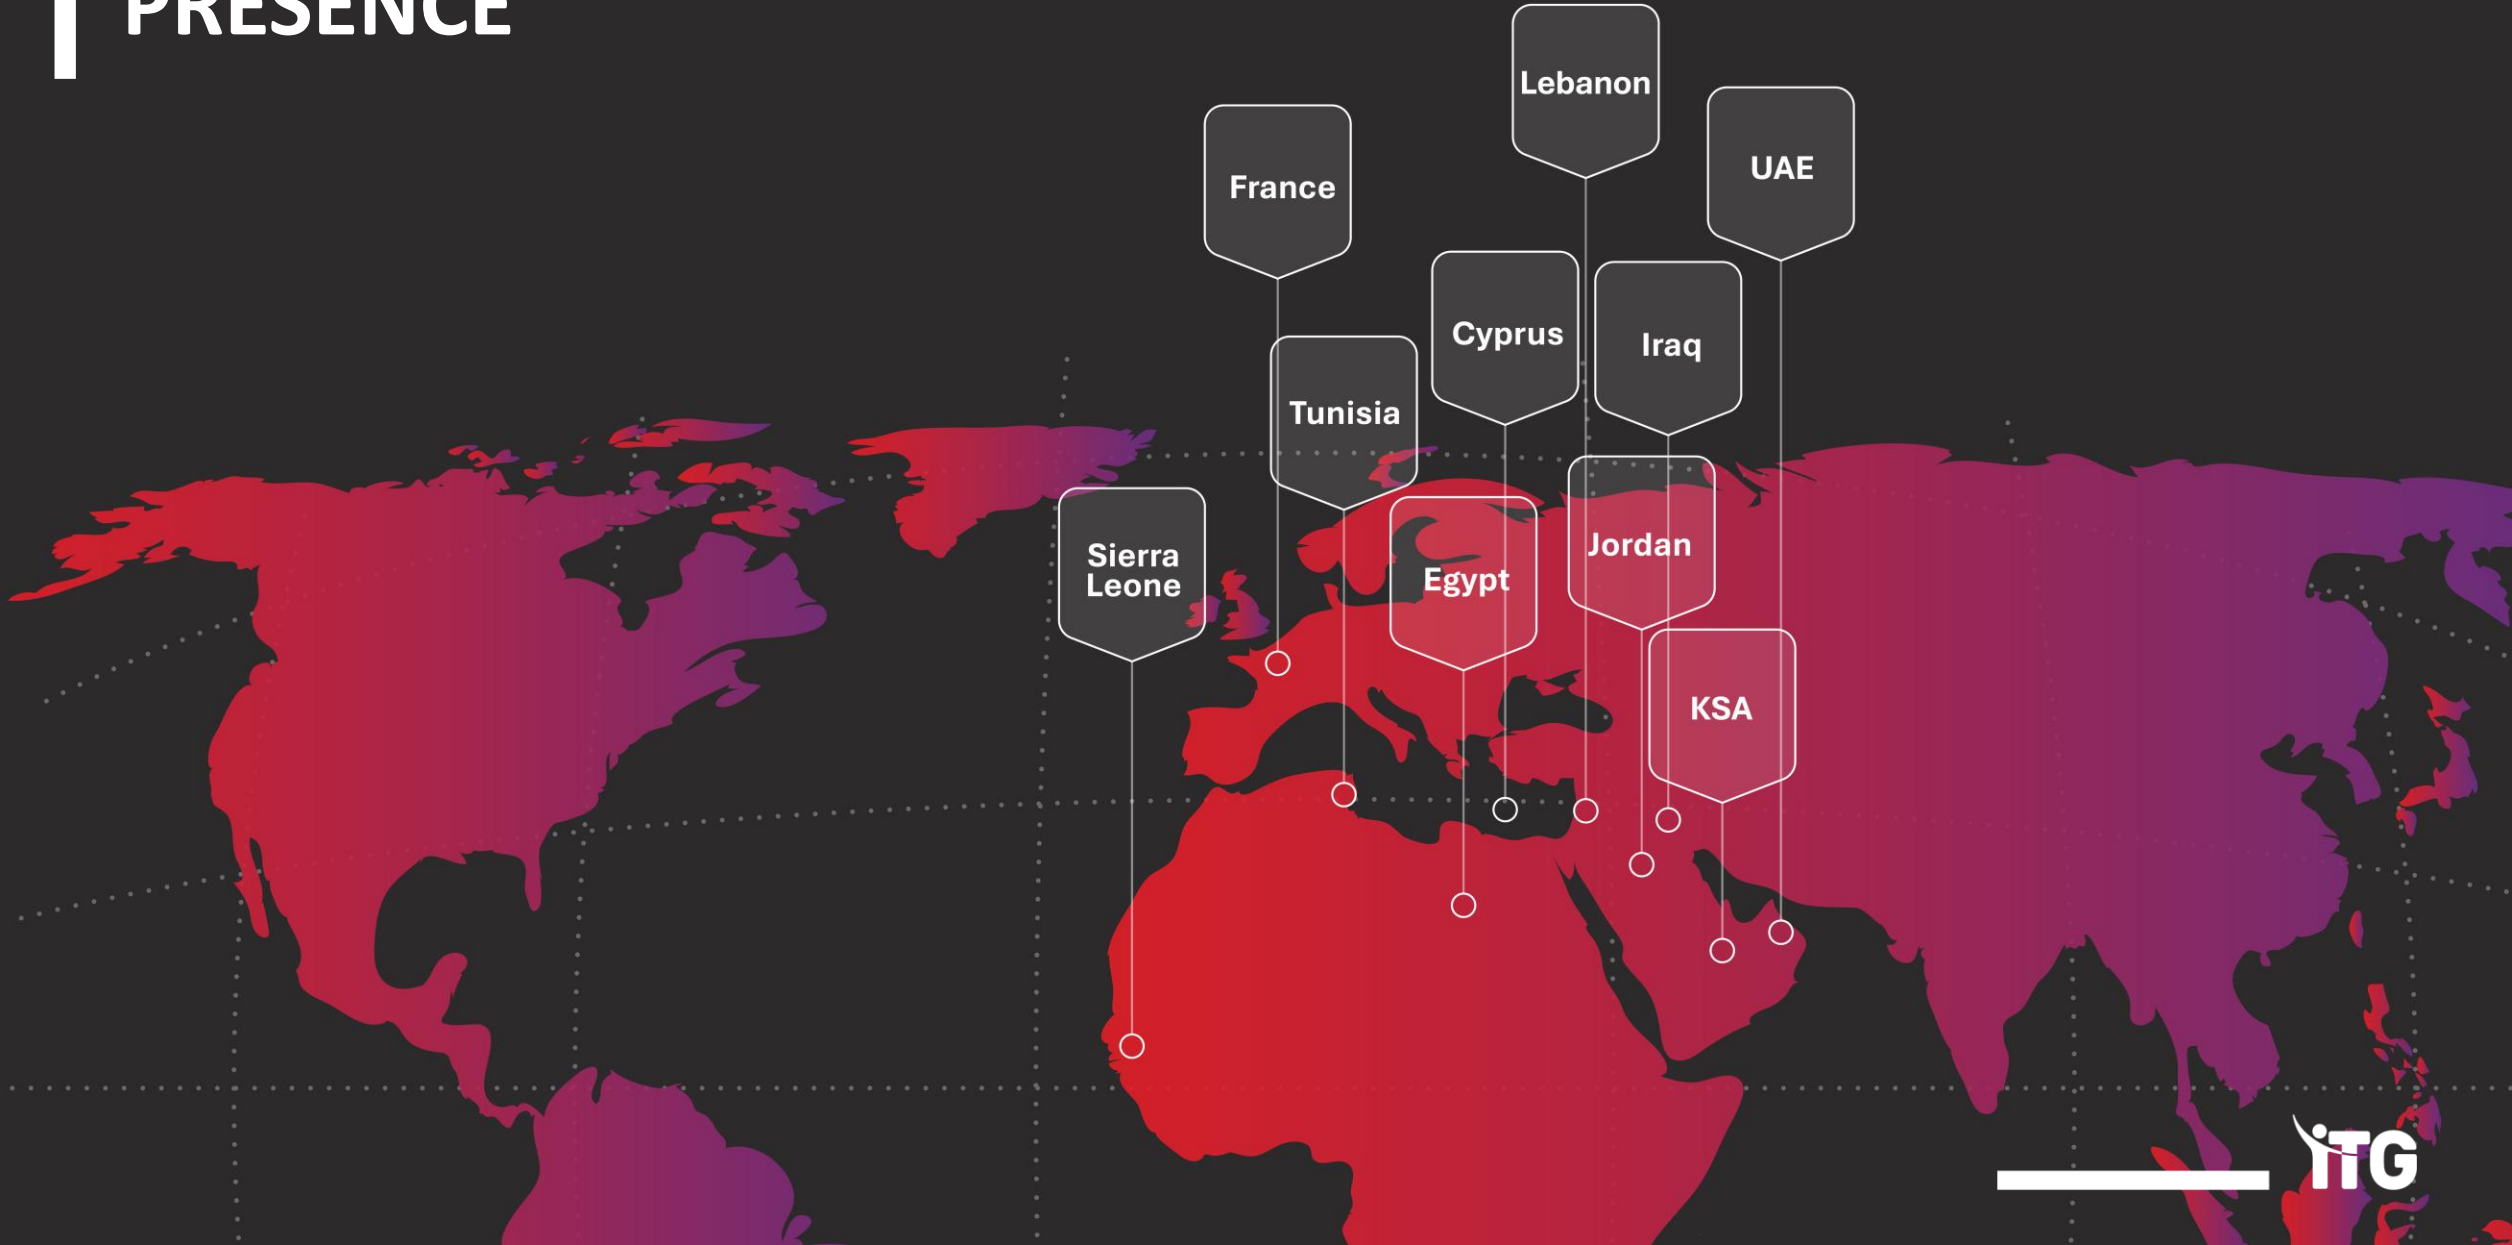 PRESENCE
Lebanon
France
UAE
Cyprus
Iraq
Tunisia
Sierra
Leone
Egypt
Jordan
KSA
iTG